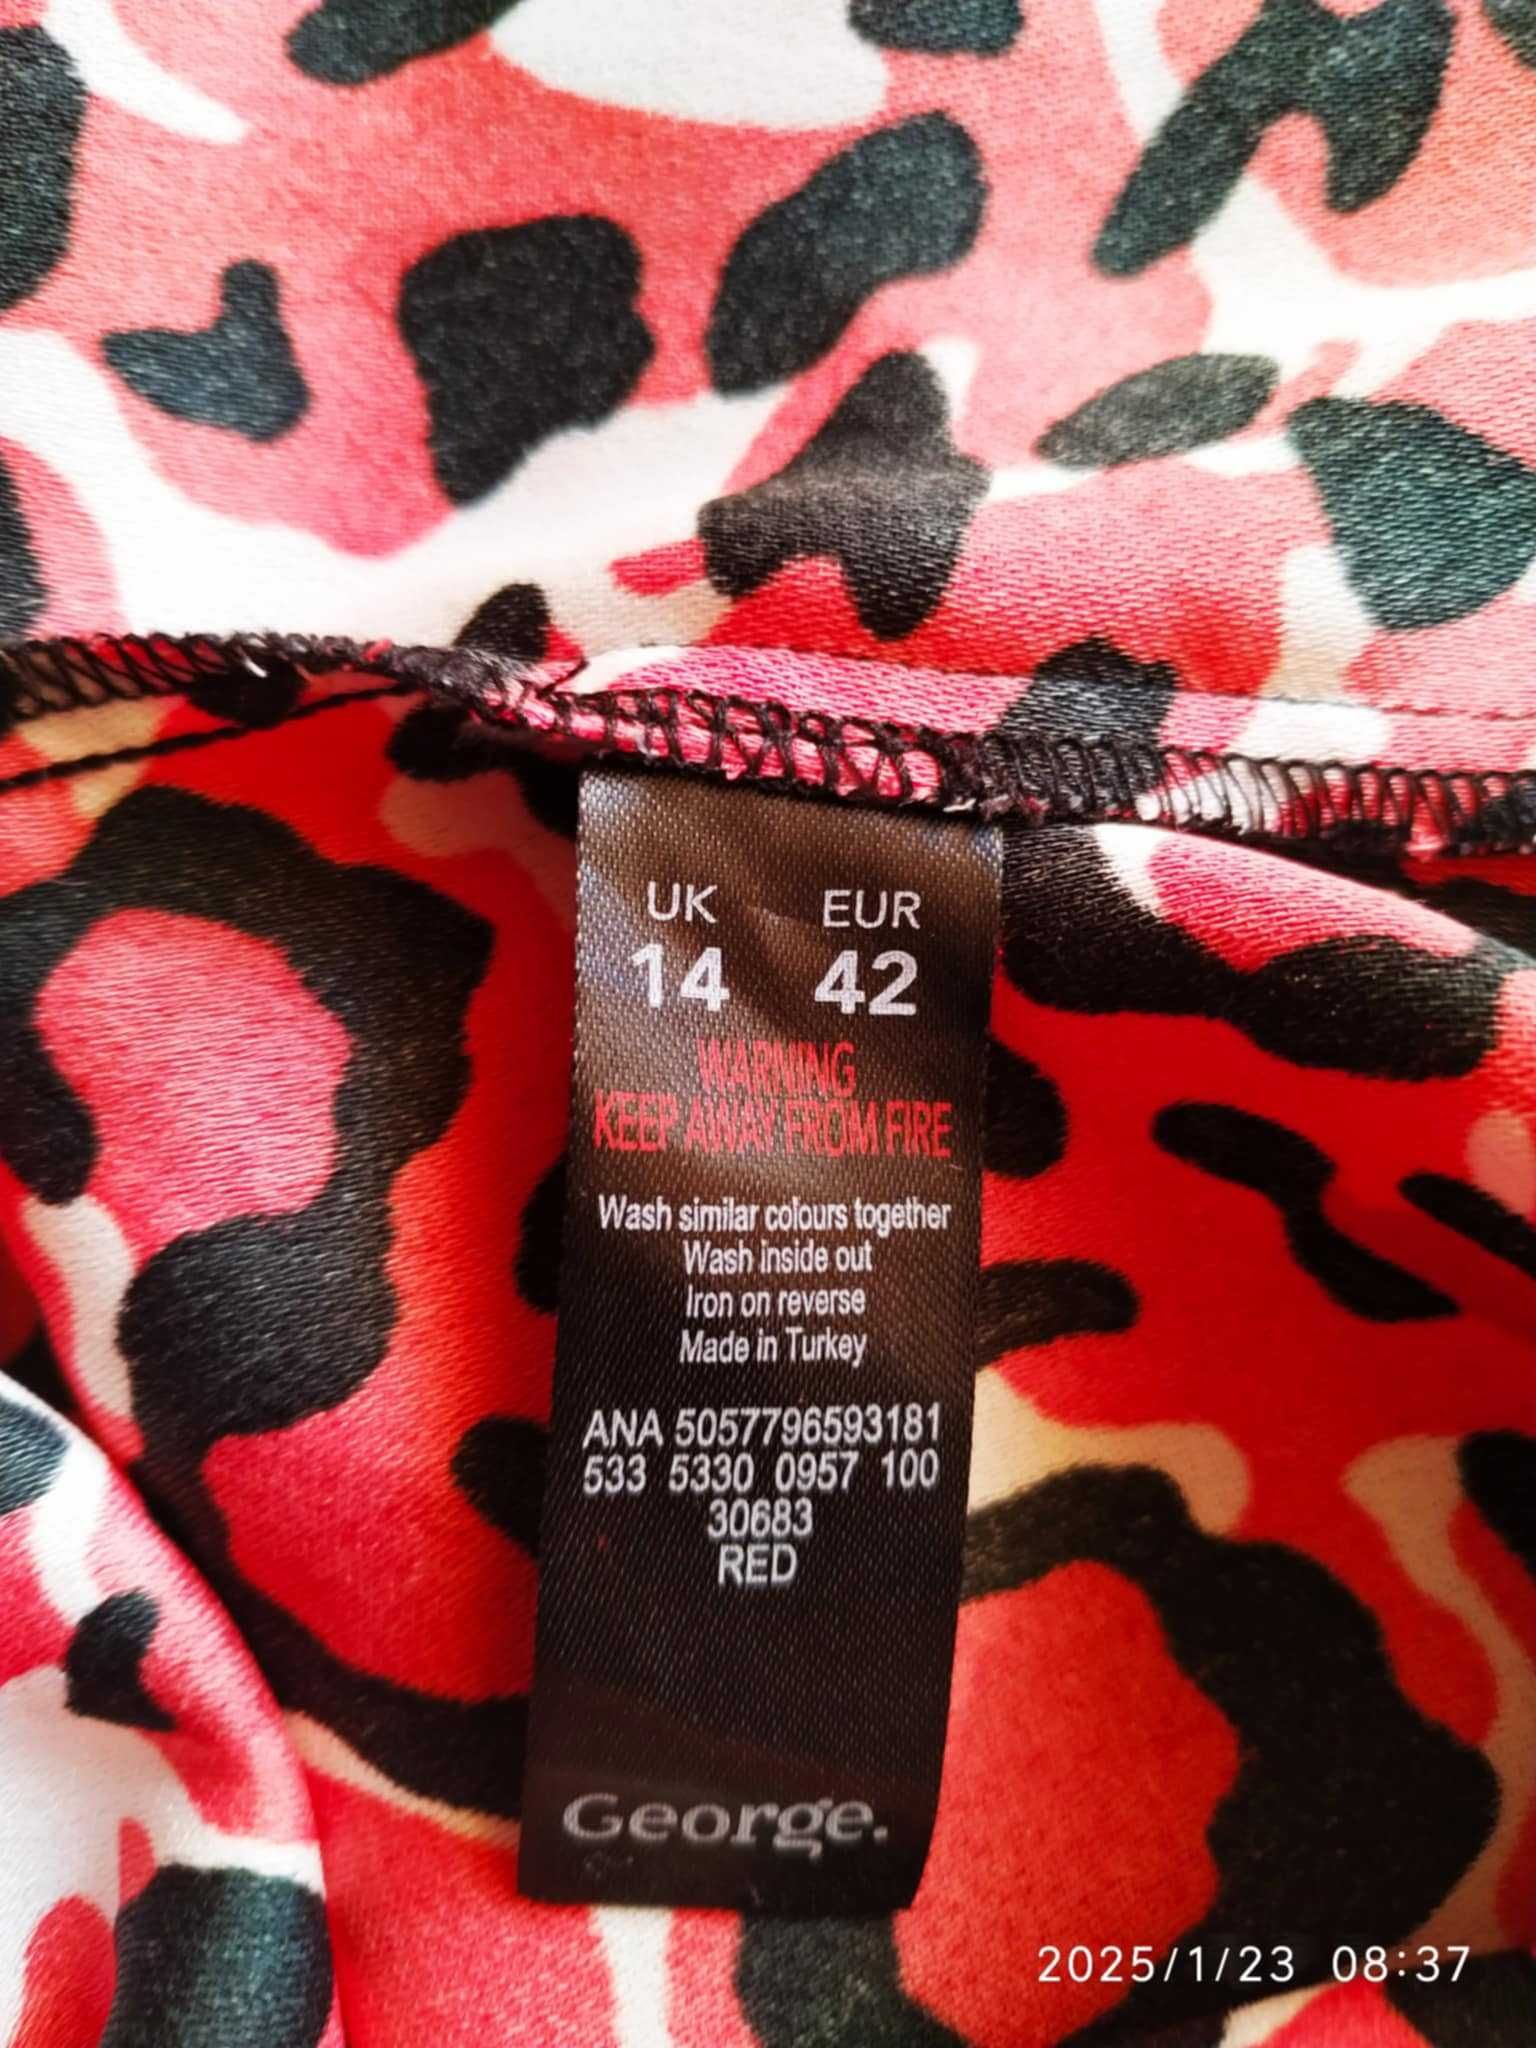 UK EUR
14 42
WARNING
KEEP AWAY FROM FIRE
Wash similar colours together
Wash inside out
Iron on reverse
Made in Turkey
ANA 5057796593181
533 5330 0957 100
30683
RED
George.
2025/1/23 08:37